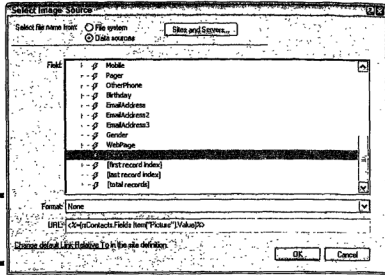 Select Image Source
Select file name from: File system
Data sources
Sites and Servers...
Field:
Mobile
Pager
OtherPhone
Birthday
EmailAddress
EmailAddress2
EmailAddress3
Gender
WebPage
[first record index]
[last record index]
[total records]
Format: None
URL: <%=(rsContacts.Fields.Item("Picture").Value)%>
Change default Link Relative To in the site definition.
OK
Cancel